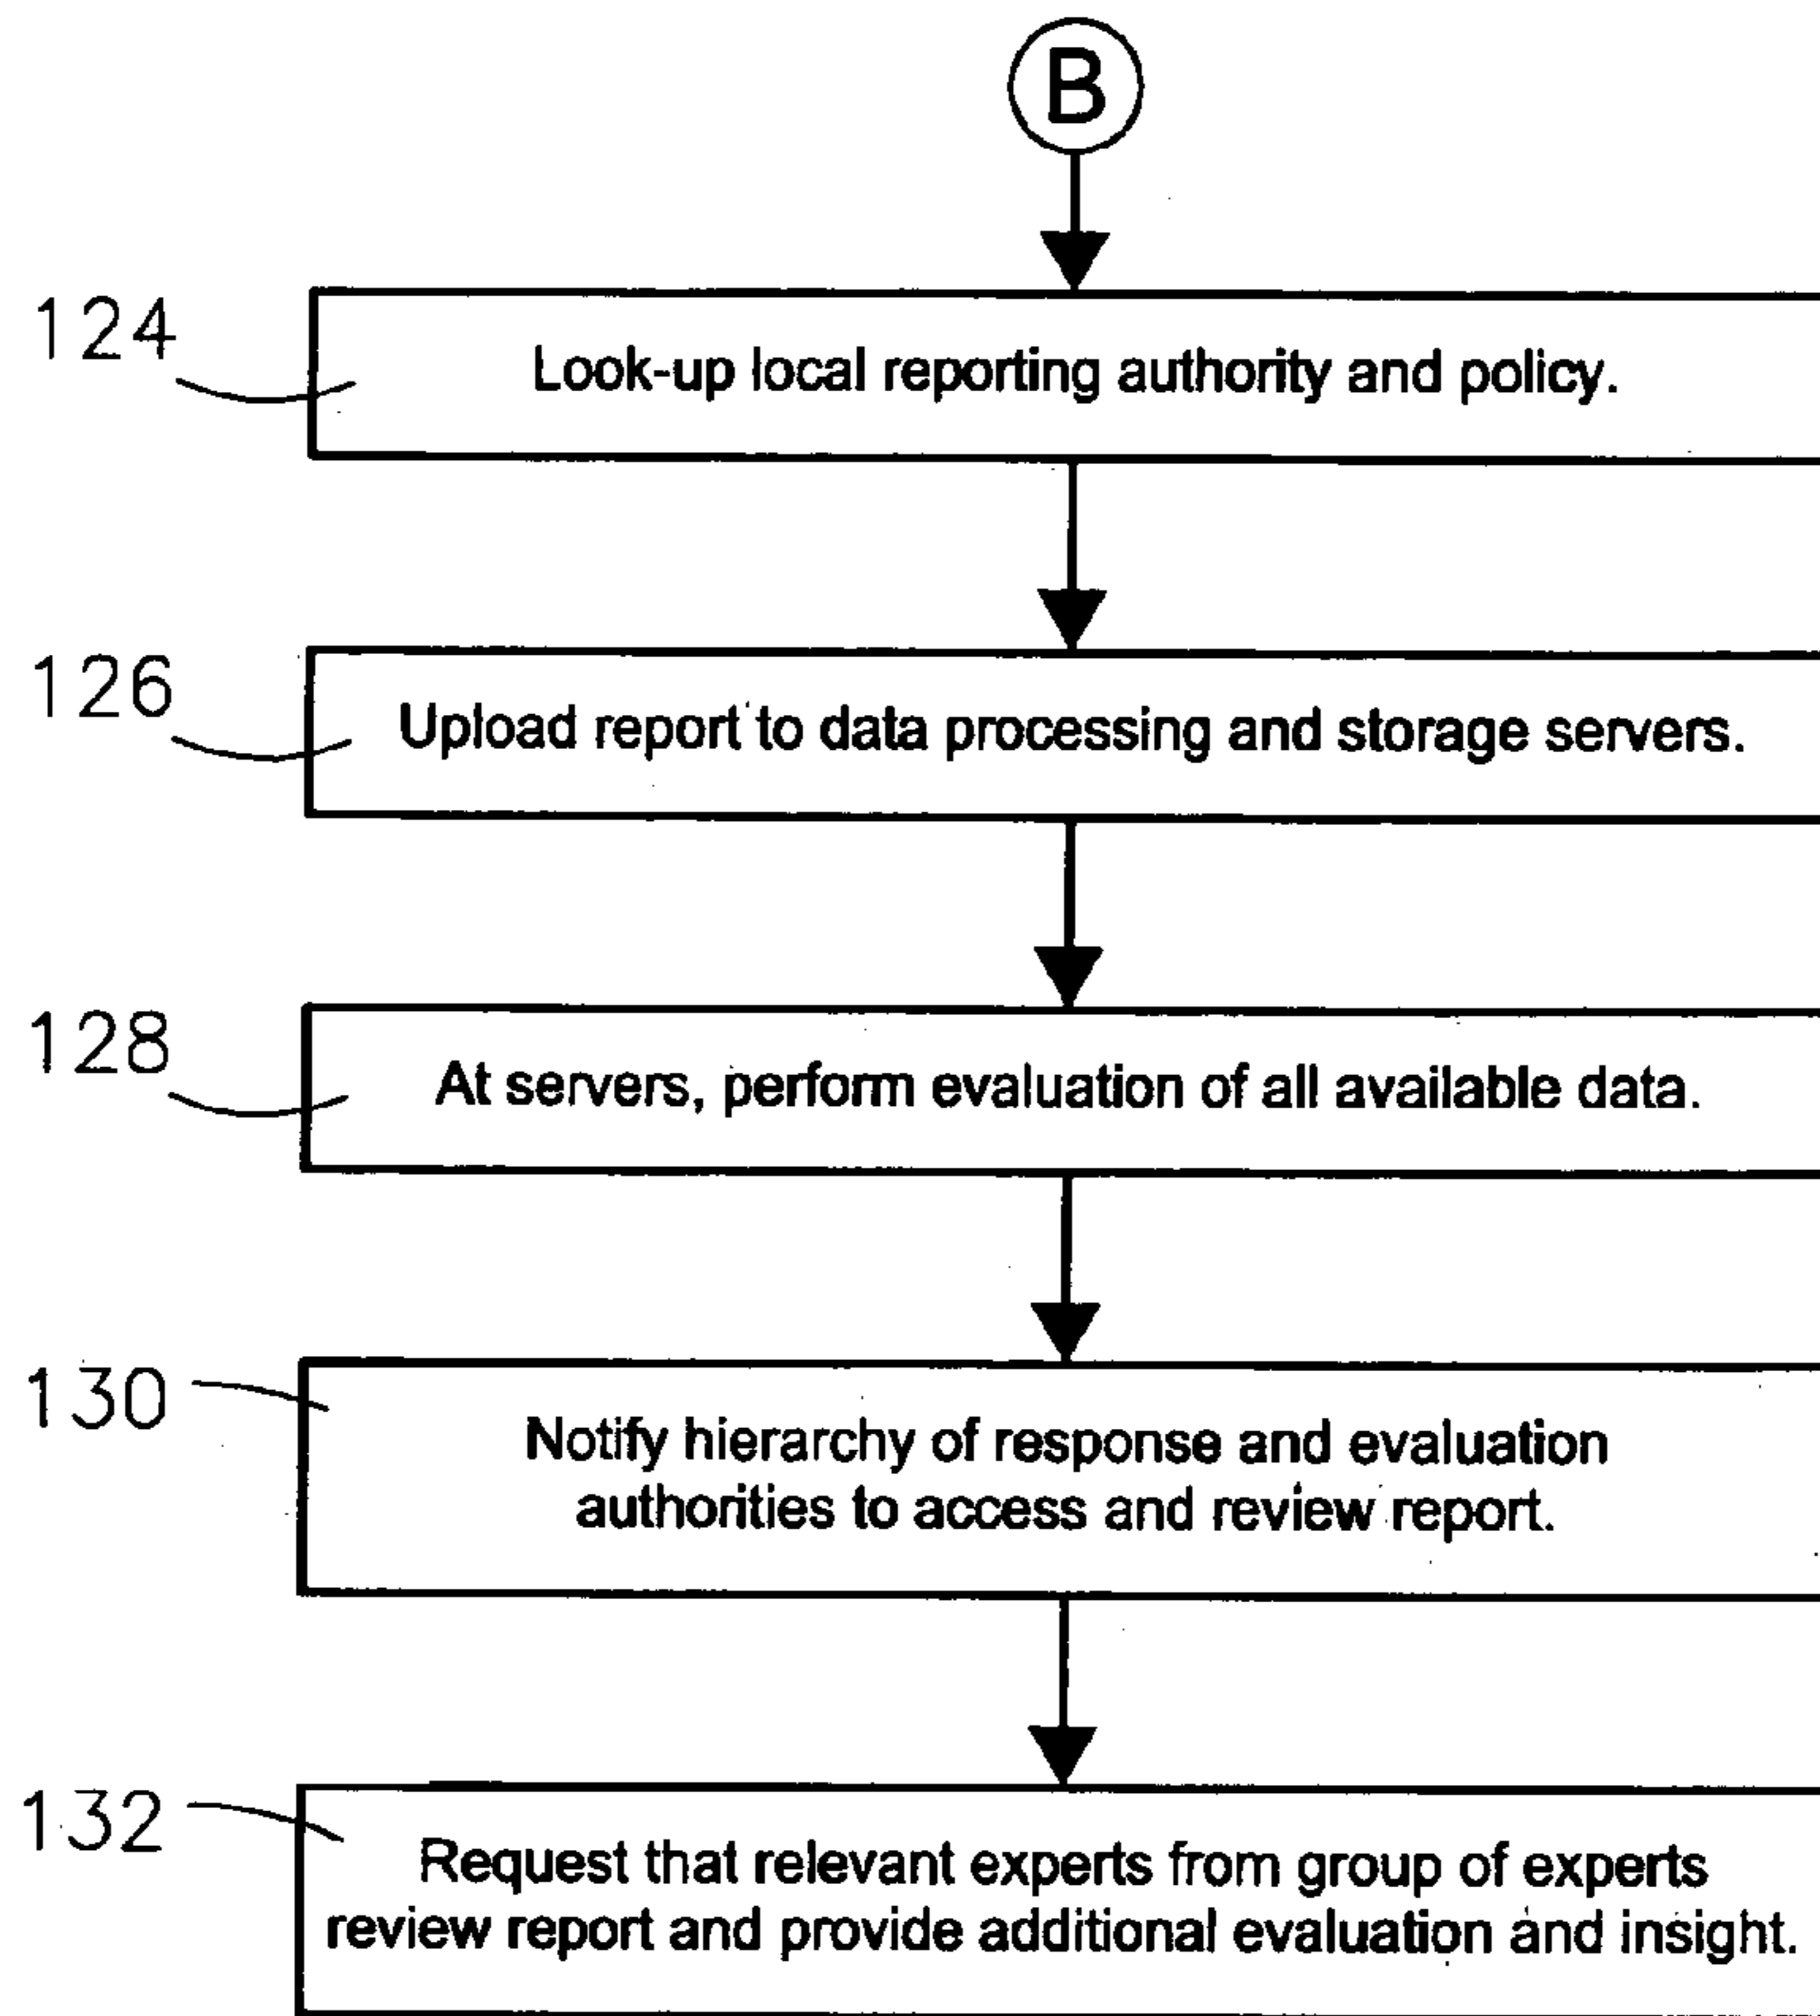 B
124
Look-up local reporting authority and policy.
126
Upload report to data processing and storage servers.
128
At servers, perform evaluation of all available data.
130
Notify hierarchy of response and evaluation
authorities to access and review report.
132
Request that relevant experts from group of experts
review report and provide additional evaluation and insight.